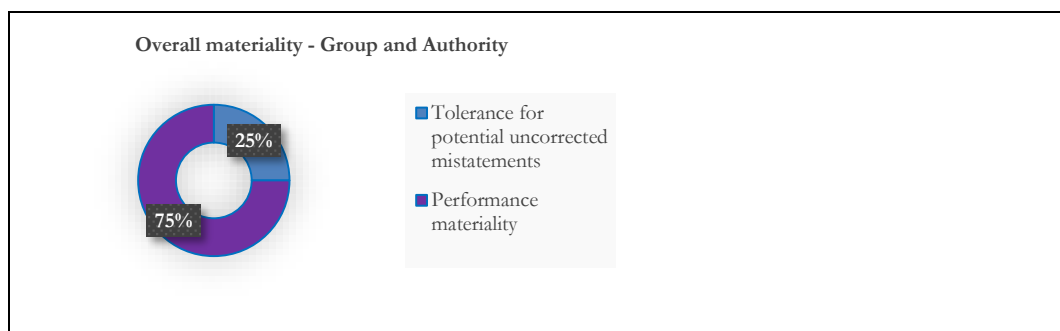 Overall materiality - Group and Authority
25%
75%
Tolerance for
potential uncorrected
mistatements
Performance
materiality